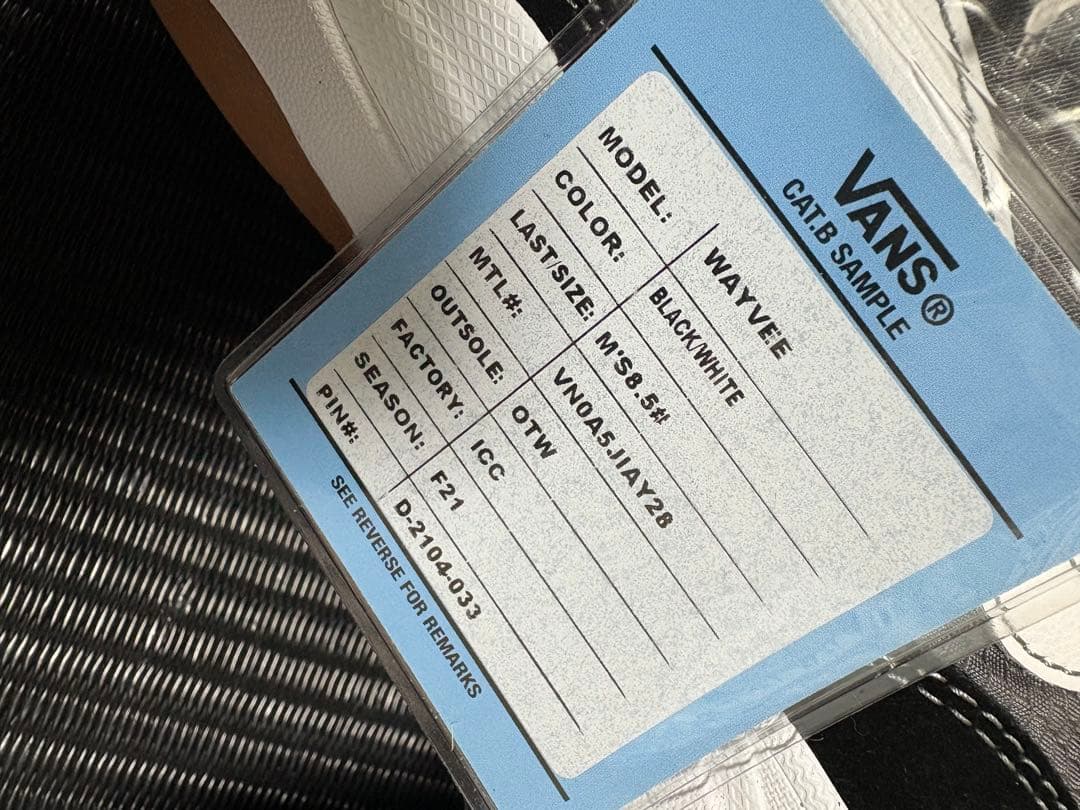 VANS®
CAT.B SAMPLE
MODEL: WAYVEE
COLOR: BLACK/WHITE
LAST/SIZE: M'S8.5#
MTL#: VN0A5JIAY28
OUTSOLE: OTW
FACTORY: ICC
SEASON: F21
PIN#: D-2104-033
SEE REVERSE FOR REMARKS